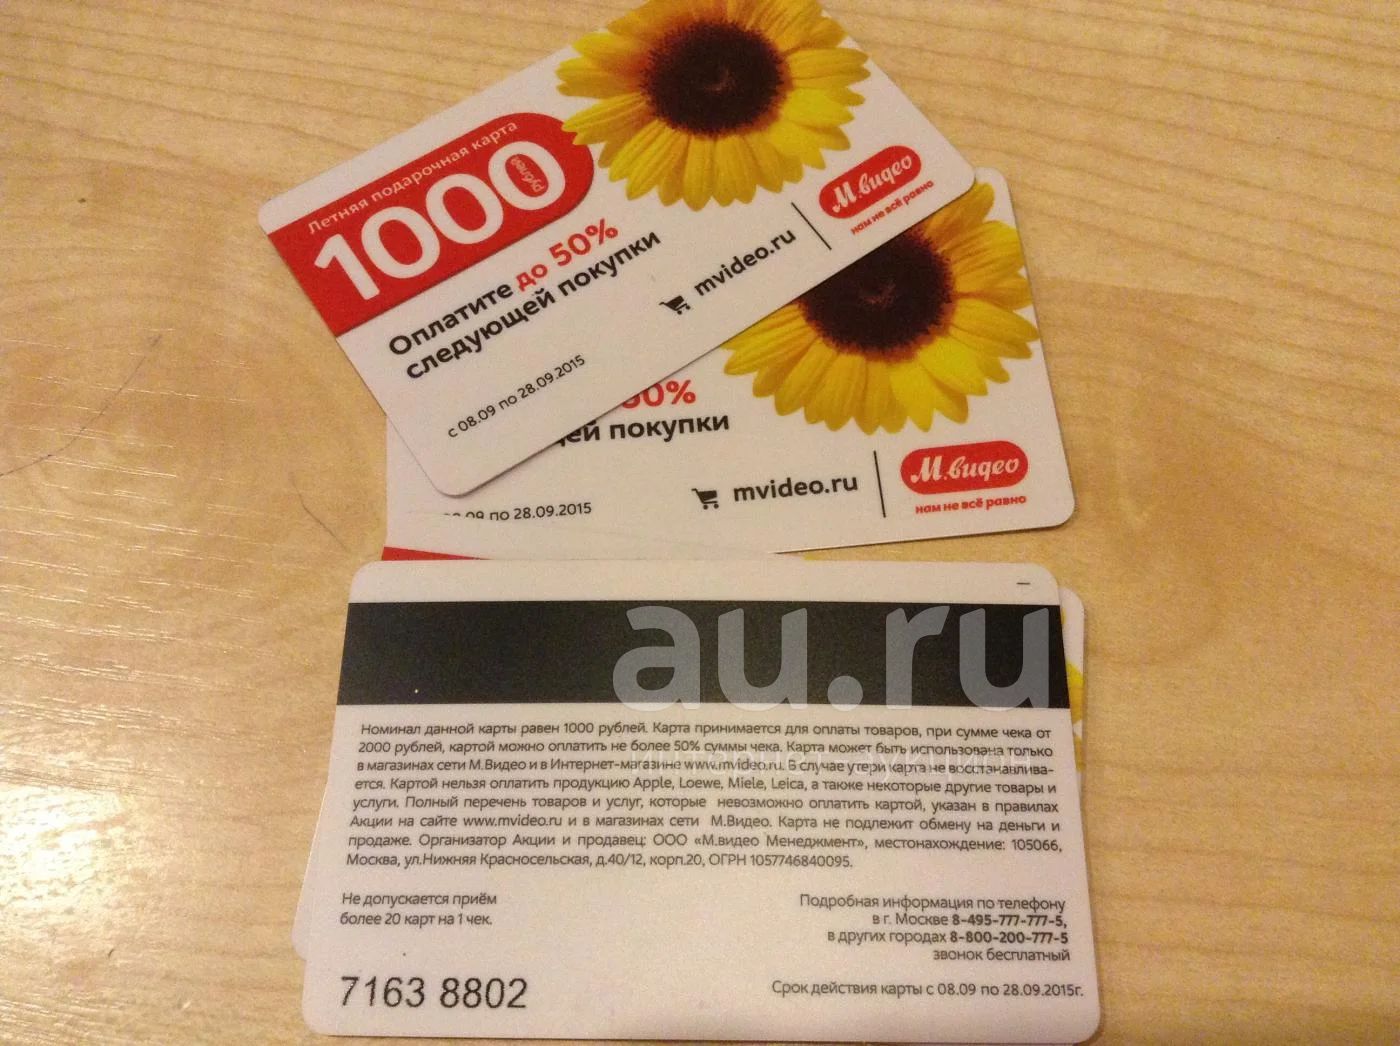 Летняя подарочная карта
1000 рублей
Оплатите до 50%
следующей покупки
mvideo.ru
М.видео
нам не всё равно
с 08.09 по 28.09.2015
50%
ей покупки
mvideo.ru
М.видео
нам не всё равно
09 по 28.09.2015
au.ru
Номинал данной карты равен 1000 рублей. Карта принимается для оплаты товаров, при сумме чека от
2000 рублей, картой можно оплатить не более 50% суммы чека. Карта может быть использована только
в магазинах сети М.Видео и в Интернет-магазине www.mvideo.ru. В случае утери карта не восстанавлива-
ется. Картой нельзя оплатить продукцию Apple, Loewe, Miele, Leica, а также некоторые другие товары и
услуги. Полный перечень товаров и услуг, которые невозможно оплатить картой, указан в правилах
Акции на сайте www.mvideo.ru и в магазинах сети М.Видео. Карта не подлежит обмену на деньги и
продаже. Организатор Акции и продавец: ООО «М.видео Менеджмент», местонахождение: 105066,
Москва, ул.Нижняя Красносельская, д.40/12, корп.20, ОГРН 1057746840095.
Не допускается приём
более 20 карт на 1 чек.
Подробная информация по телефону
в г. Москве 8-495-777-777-5,
в других городах 8-800-200-777-5
звонок бесплатный
7163 8802
Срок действия карты с 08.09 по 28.09.2015г.